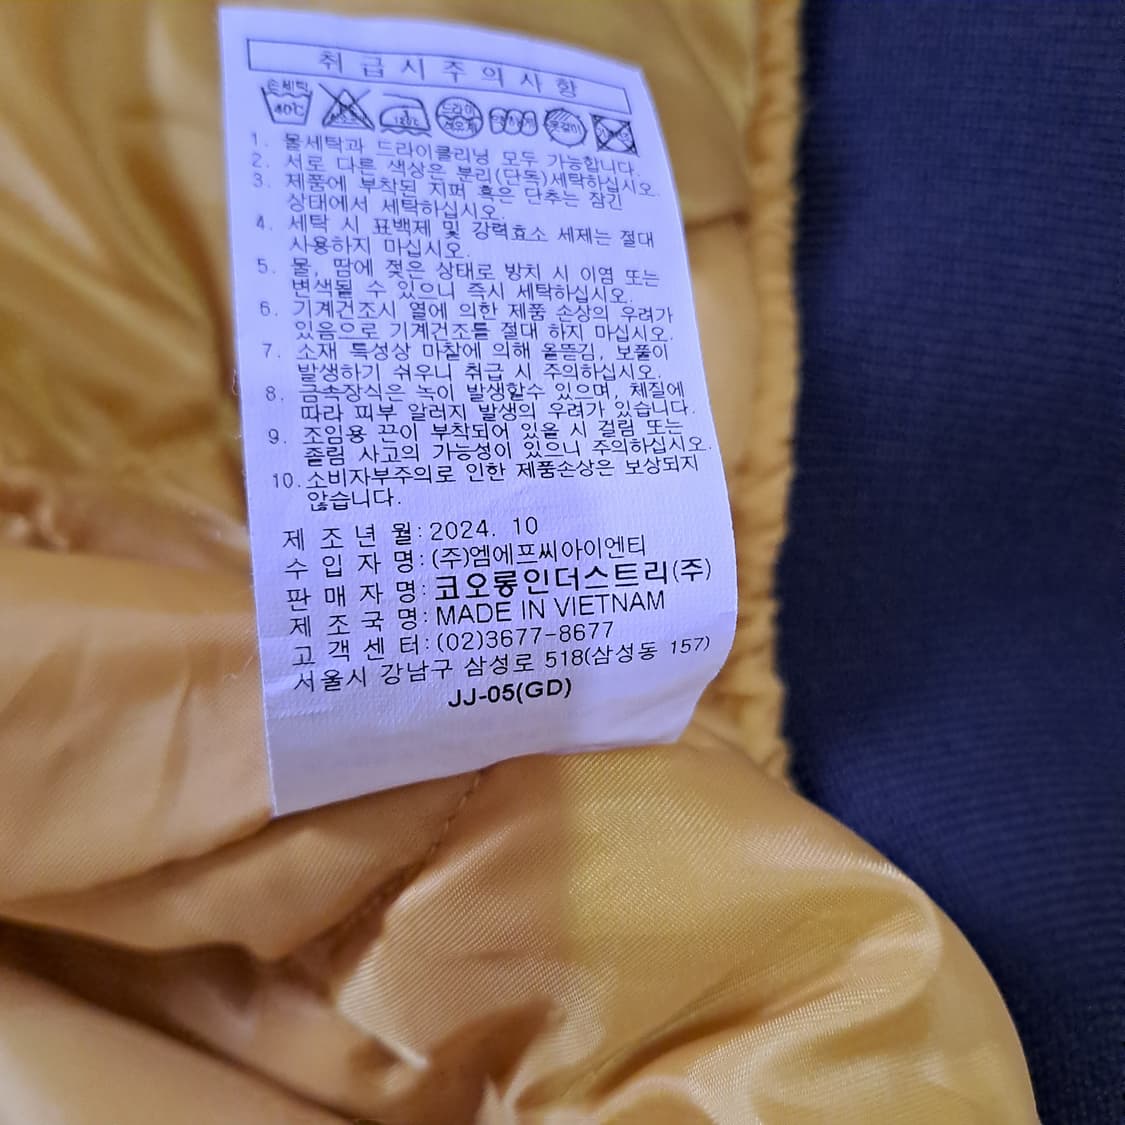 취급시주의사항
손세탁 40℃ 드라이 옷걸이
1. 물세탁과 드라이클리닝 모두 가능합니다.
2. 서로 다른 색상은 분리(단독)세탁하십시오.
3. 제품에 부착된 지퍼 혹은 단추는 잠긴
상태에서 세탁하십시오.
4. 세탁 시 표백제 및 강력효소 세제는 절대
사용하지 마십시오.
5. 물, 땀에 젖은 상태로 방치 시 이염 또는
변색될 수 있으니 즉시 세탁하십시오.
6. 기계건조시 열에 의한 제품 손상의 우려가
있음으로 기계건조를 절대 하지 마십시오.
7. 소재 특성상 마찰에 의해 올뜯김, 보풀이
발생하기 쉬우니 취급 시 주의하십시오.
8. 금속장식은 녹이 발생할수 있으며, 체질에
따라 피부 알러지 발생의 우려가 있습니다.
9. 조임용 끈이 부착되어 있을 시 걸림 또는
졸림 사고의 가능성이 있으니 주의하십시오.
10. 소비자부주의로 인한 제품손상은 보상되지
않습니다.
제 조 년 월: 2024. 10
수 입 자 명: (주)엠에프씨아이엔티
판 매 자 명: 코오롱인더스트리(주)
제 조 국 명: MADE IN VIETNAM
고 객 센 터: (02)3677-8677
서울시 강남구 삼성로 518(삼성동 157)
JJ-05(GD)